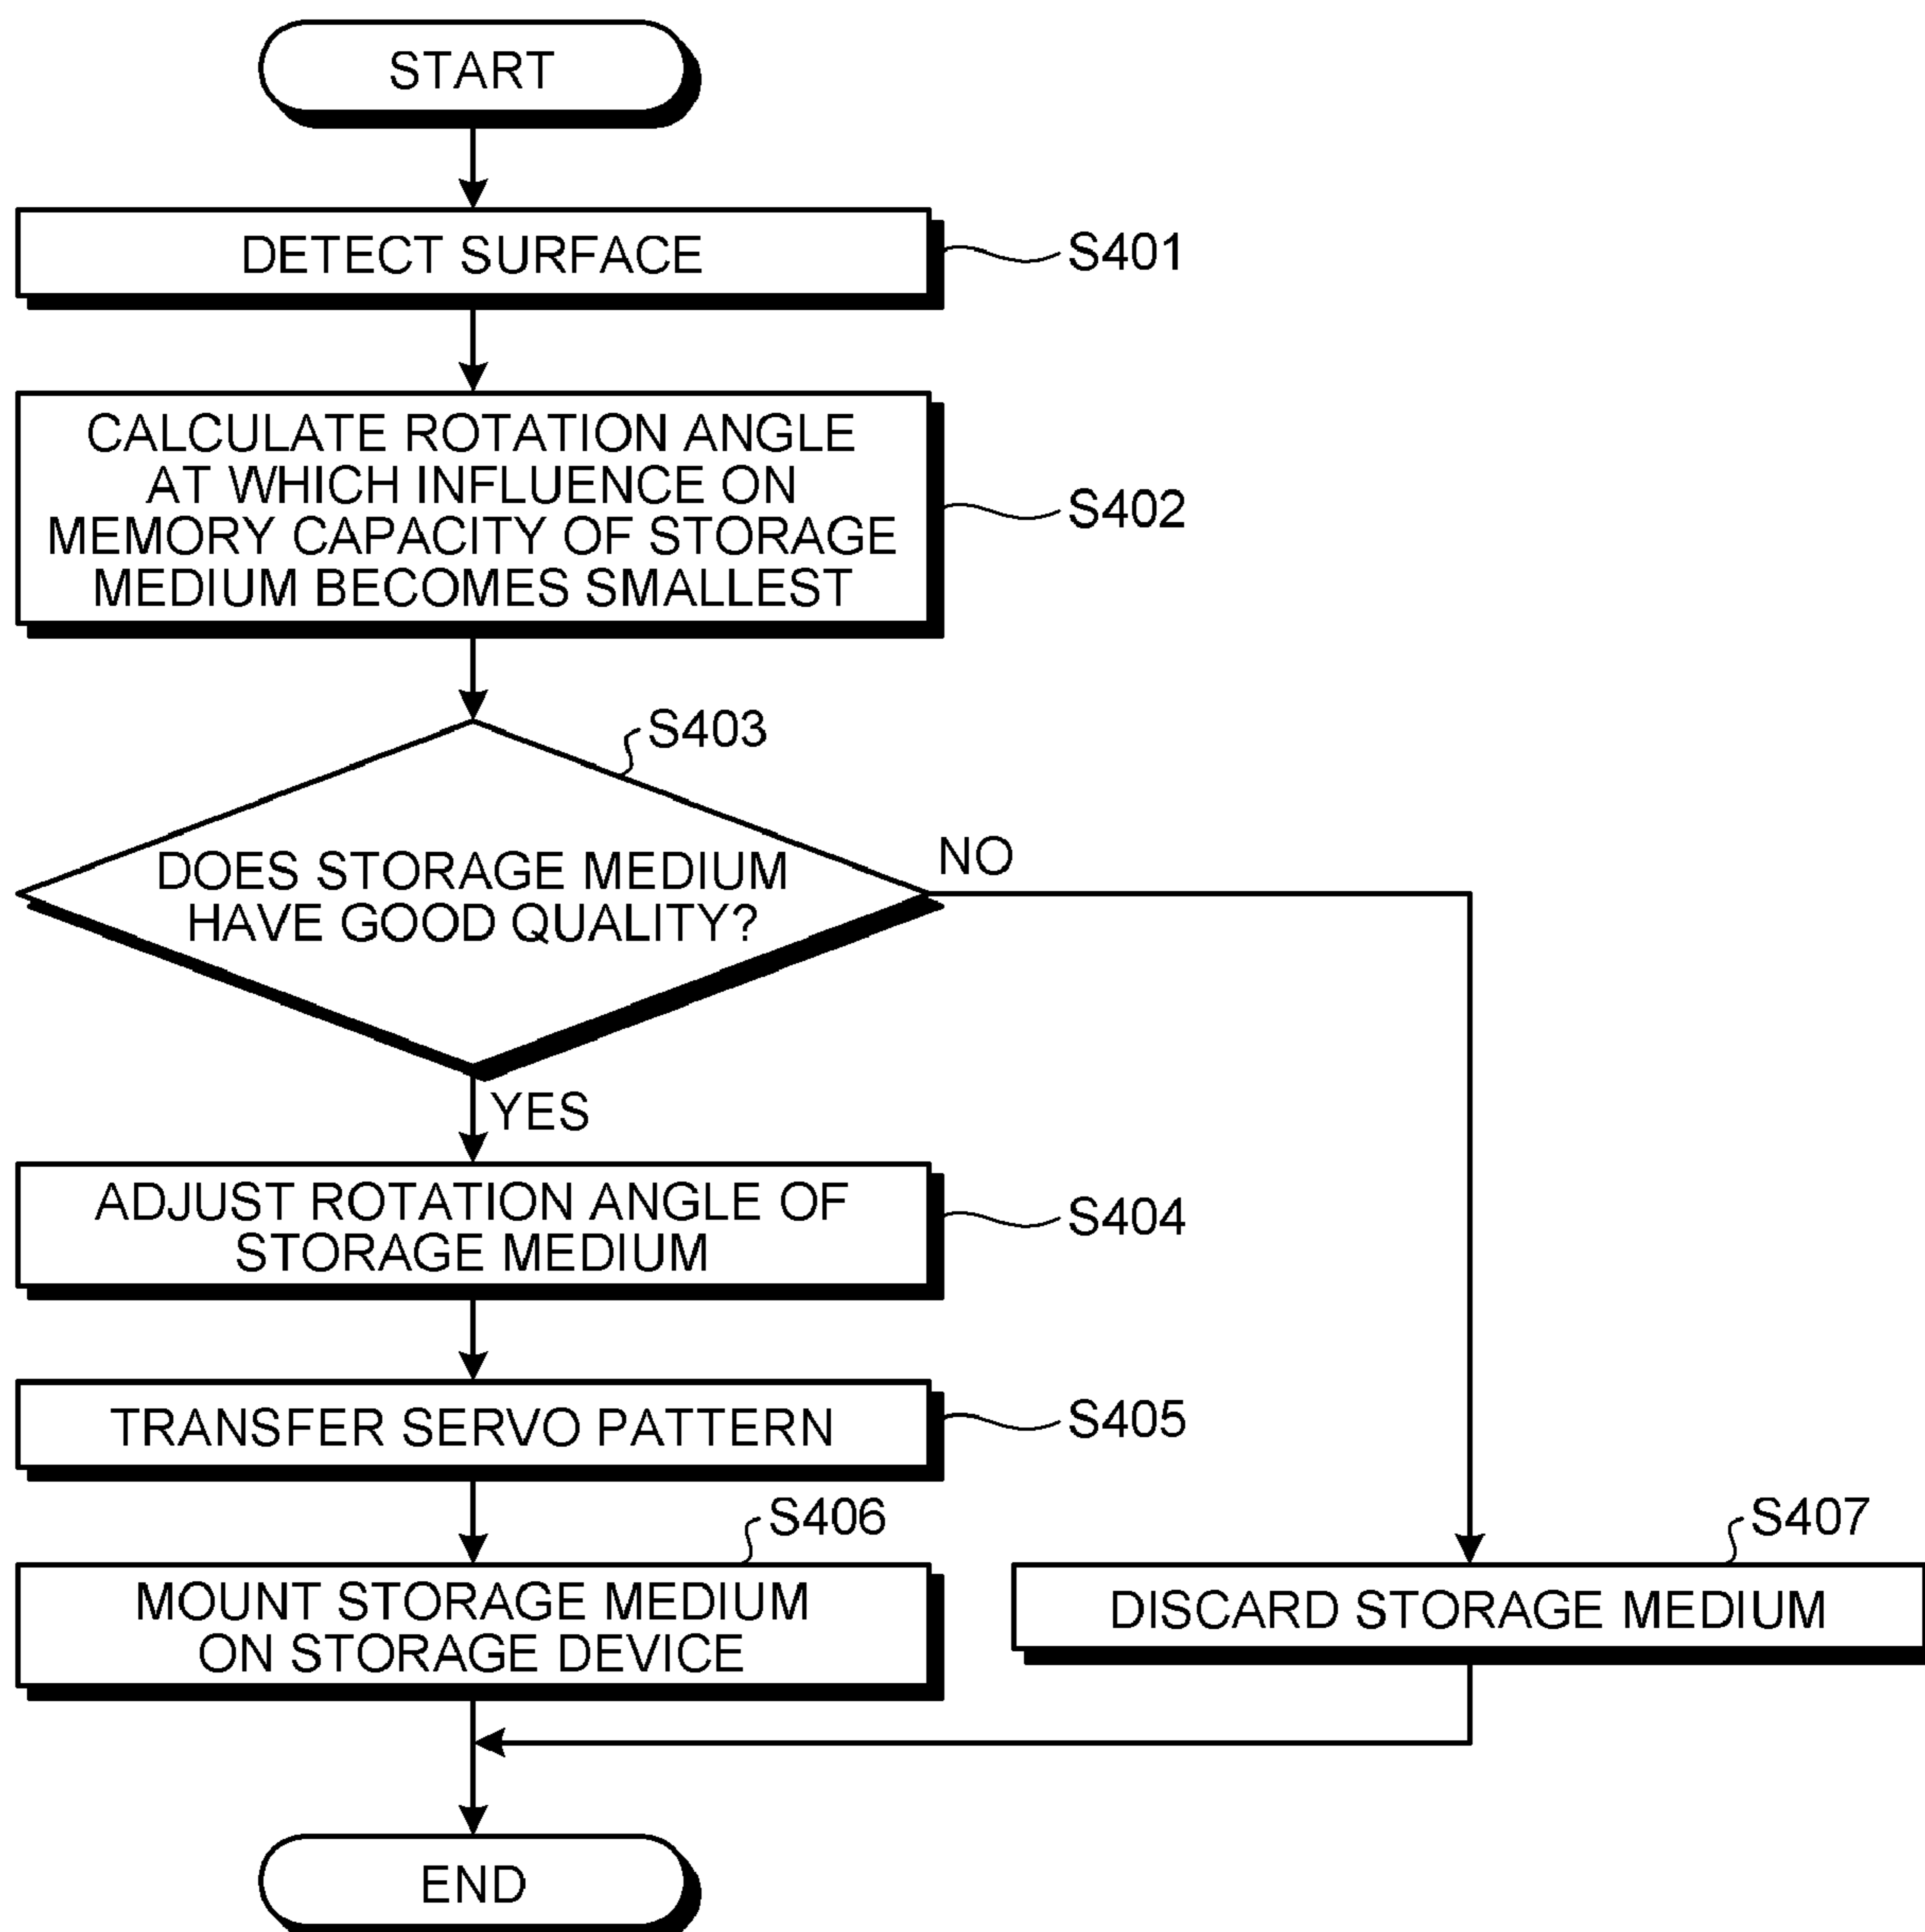 START
DETECT SURFACE
S401
CALCULATE ROTATION ANGLE
AT WHICH INFLUENCE ON
MEMORY CAPACITY OF STORAGE
MEDIUM BECOMES SMALLEST
S402
S403
DOES STORAGE MEDIUM
HAVE GOOD QUALITY?
NO
YES
ADJUST ROTATION ANGLE OF
STORAGE MEDIUM
S404
TRANSFER SERVO PATTERN
S405
S406
MOUNT STORAGE MEDIUM
ON STORAGE DEVICE
S407
DISCARD STORAGE MEDIUM
END